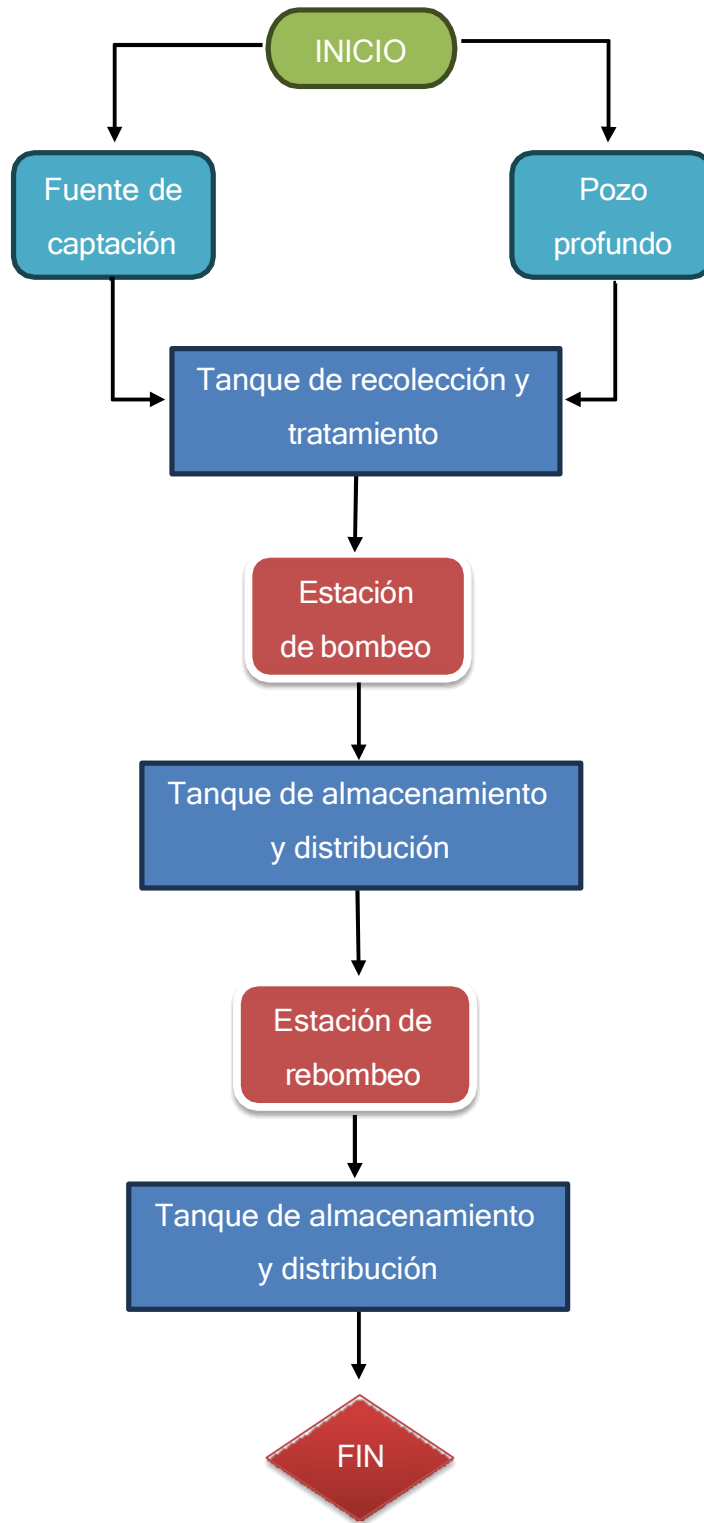 INICIO
Fuente de
captación
Pozo
profundo
Tanque de recolección y
tratamiento
Estación
de bombeo
Tanque de almacenamiento
y distribución
Estación de
rebombeo
Tanque de almacenamiento
y distribución
FIN